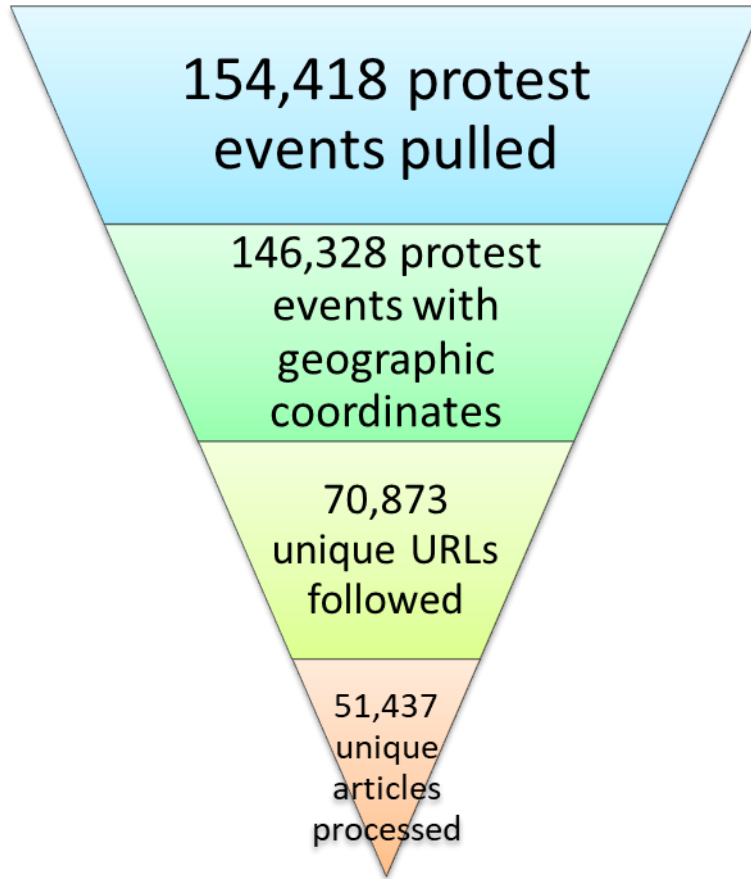 154,418 protest
events pulled
146,328 protest
events with
geographic
coordinates
70,873
unique URLs
followed
51,437
unique
articles
processed